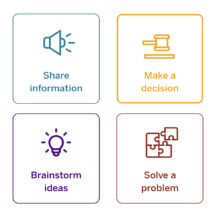 Share
information
Make a
decision
Brainstorm
ideas
Solve a
problem